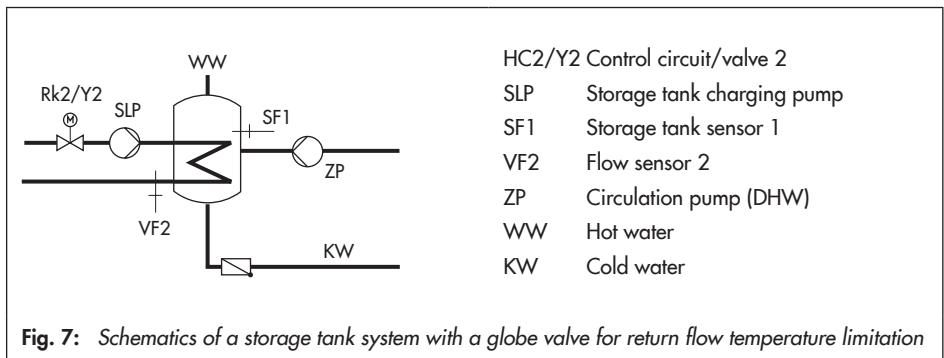 WW
Rk2/Y2
SLP
SF1
ZP
VF2
KW
M
HC2/Y2 Control circuit/valve 2
SLP Storage tank charging pump
SF1 Storage tank sensor 1
VF2 Flow sensor 2
ZP Circulation pump (DHW)
WW Hot water
KW Cold water
Fig. 7: Schematics of a storage tank system with a globe valve for return flow temperature limitation